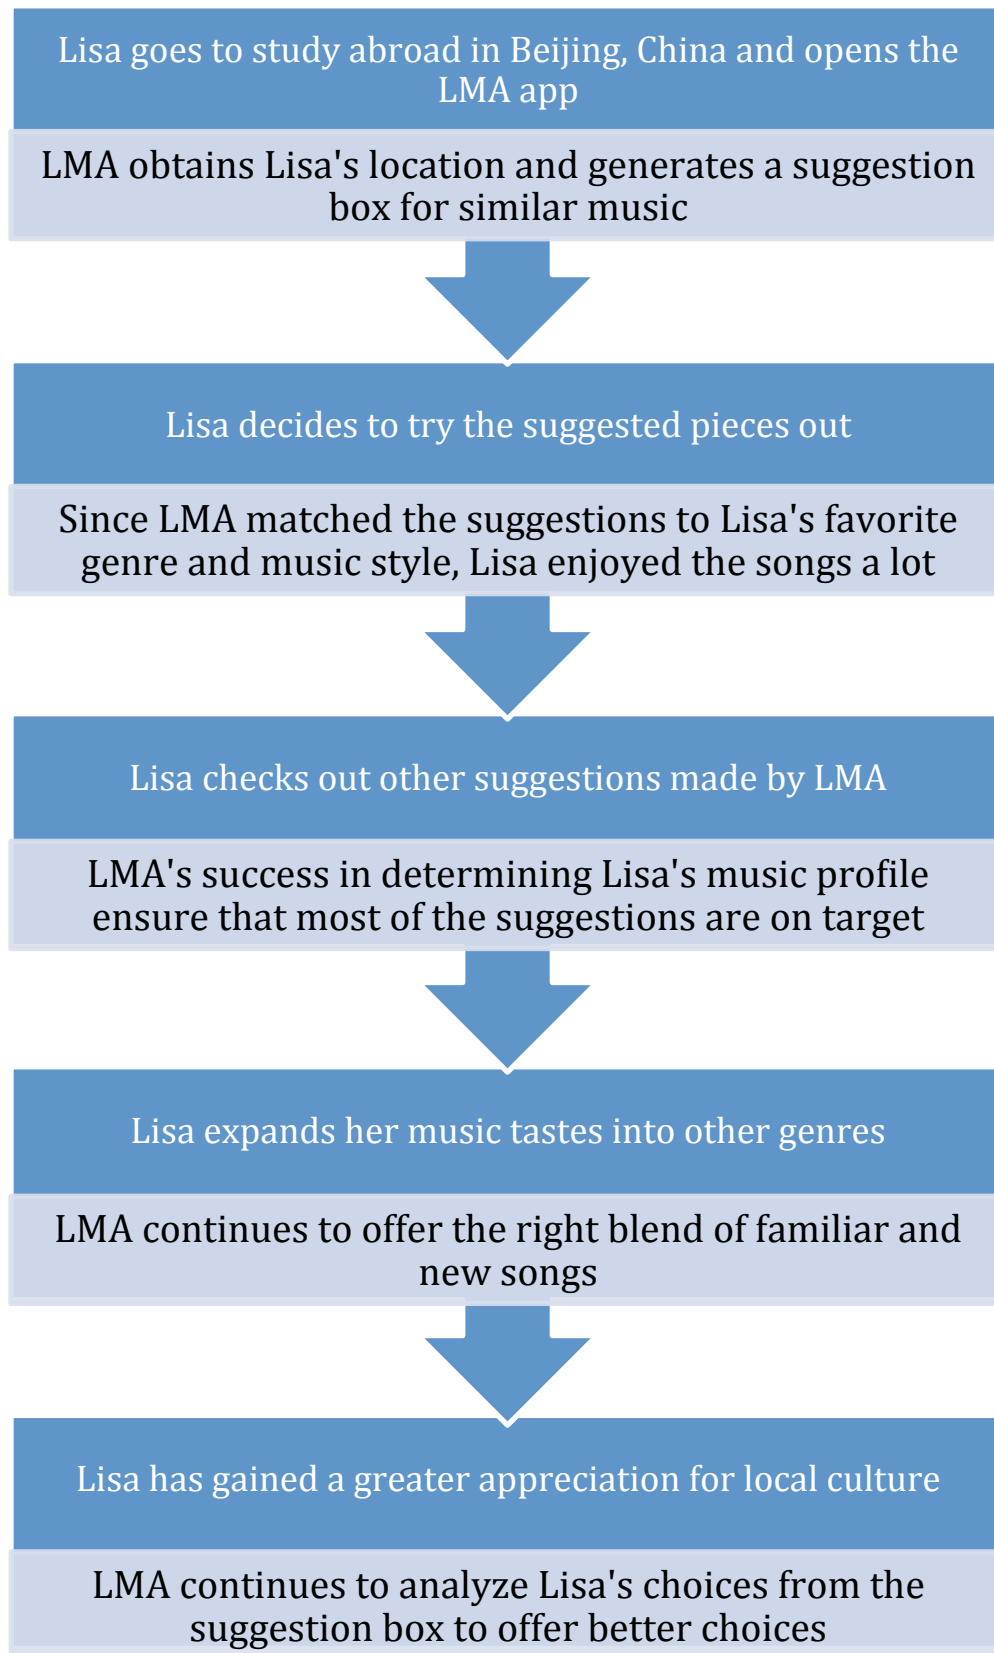 Lisa goes to study abroad in Beijing, China and opens the
LMA app
LMA obtains Lisa's location and generates a suggestion
box for similar music
Lisa decides to try the suggested pieces out
Since LMA matched the suggestions to Lisa's favorite
genre and music style, Lisa enjoyed the songs a lot
Lisa checks out other suggestions made by LMA
LMA's success in determining Lisa's music profile
ensure that most of the suggestions are on target
Lisa expands her music tastes into other genres
LMA continues to offer the right blend of familiar and
new songs
Lisa has gained a greater appreciation for local culture
LMA continues to analyze Lisa's choices from the
suggestion box to offer better choices